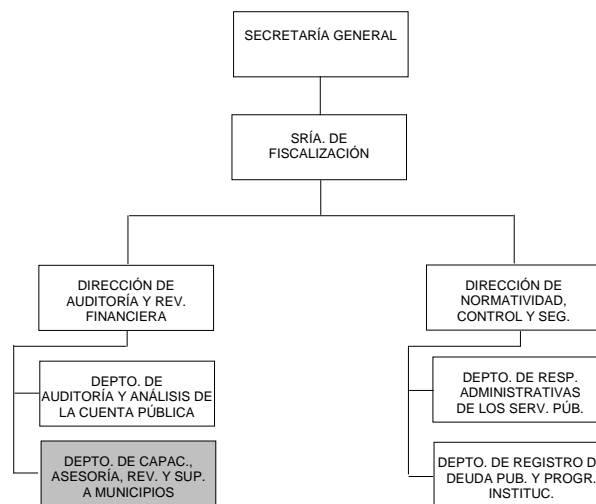 SECRETARÍA GENERAL
SRÍA. DE
FISCALIZACIÓN
DIRECCIÓN DE
AUDITORÍA Y REV.
FINANCIERA
DIRECCIÓN DE
NORMATIVIDAD,
CONTROL Y SEG.
DEPTO. DE
AUDITORÍA Y ANÁLISIS DE
LA CUENTA PÚBLICA
DEPTO. DE RESP.
ADMINISTRATIVAS
DE LOS SERV. PÚB.
DEPTO. DE CAPAC.,
ASESORÍA, REV. Y SUP.
A MUNICIPIOS
DEPTO. DE REGISTRO D
DEUDA PUB. Y PROGR.
INSTITUC.